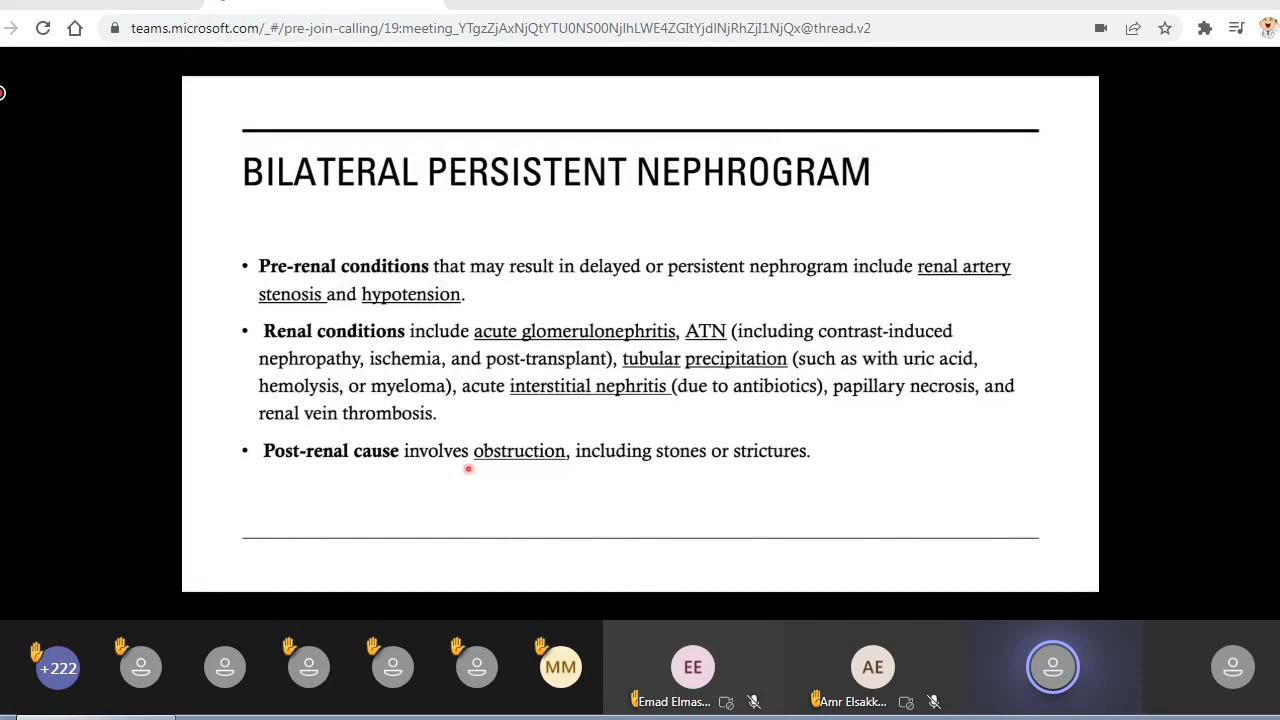 teams.microsoft.com/_#/pre-join-calling/19:meeting_YTgzZjAxNjQtYTU0NS00NjlhLWE4ZGItYjdlNjRhZjI1NjQx@thread.v2
BILATERAL PERSISTENT NEPHROGRAM
• Pre-renal conditions that may result in delayed or persistent nephrogram include renal artery
stenosis and hypotension.
• Renal conditions include acute glomerulonephritis, ATN (including contrast-induced
nephropathy, ischemia, and post-transplant), tubular precipitation (such as with uric acid,
hemolysis, or myeloma), acute interstitial nephritis (due to antibiotics), papillary necrosis, and
renal vein thrombosis.
• Post-renal cause involves obstruction, including stones or strictures.
+222
MM
EE
AE
Emad Elmas...
Amr Elsakk...